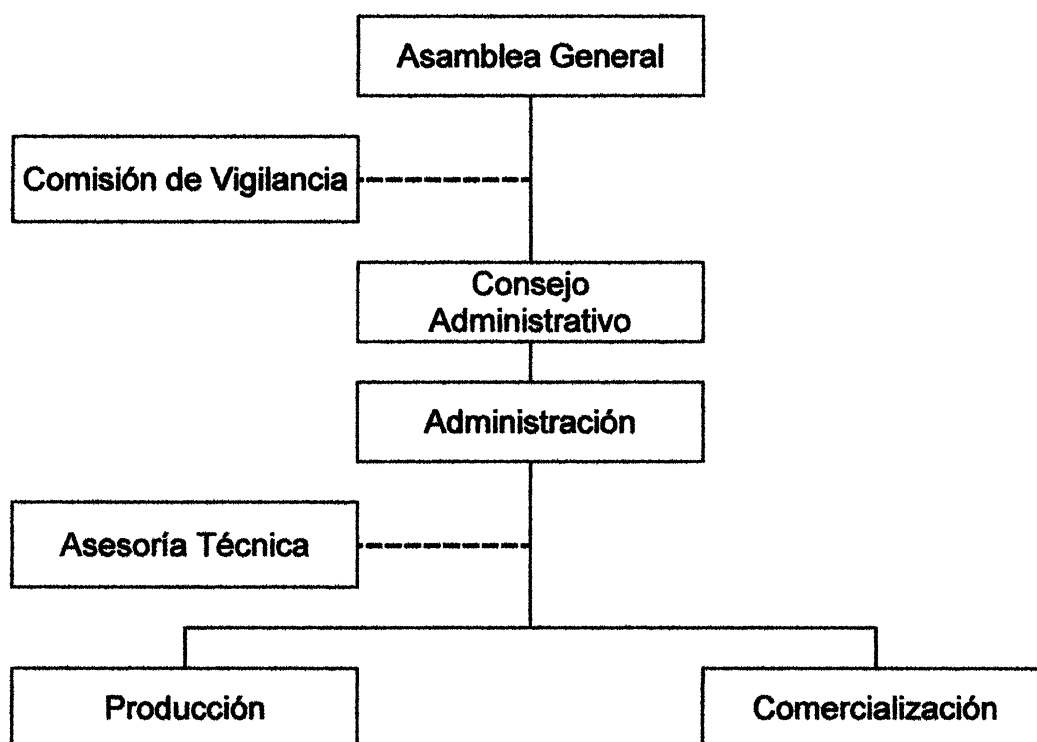 Asamblea General
Comisión de Vigilancia
Consejo
Administrativo
Administración
Asesoría Técnica
Producción
Comercialización